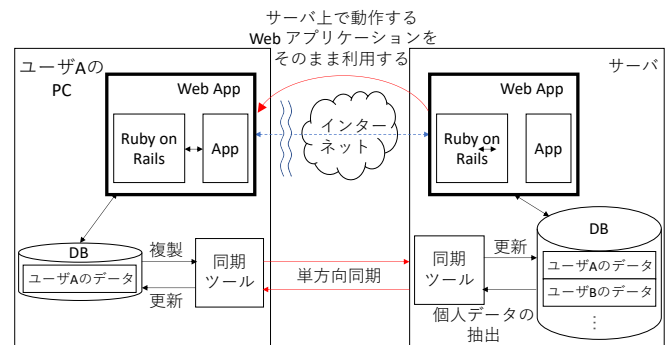 サーバ上で動作する
Web アプリケーションを
そのまま利用する
ユーザAの
PC
サーバ
Web App
Ruby on
Rails
App
インター
ネット
Web App
Ruby on
Rails
App
DB
ユーザAのデータ
複製
更新
同期
ツール
単方向同期
同期
ツール
更新
個人データの
抽出
DB
ユーザAのデータ
ユーザBのデータ
⋮